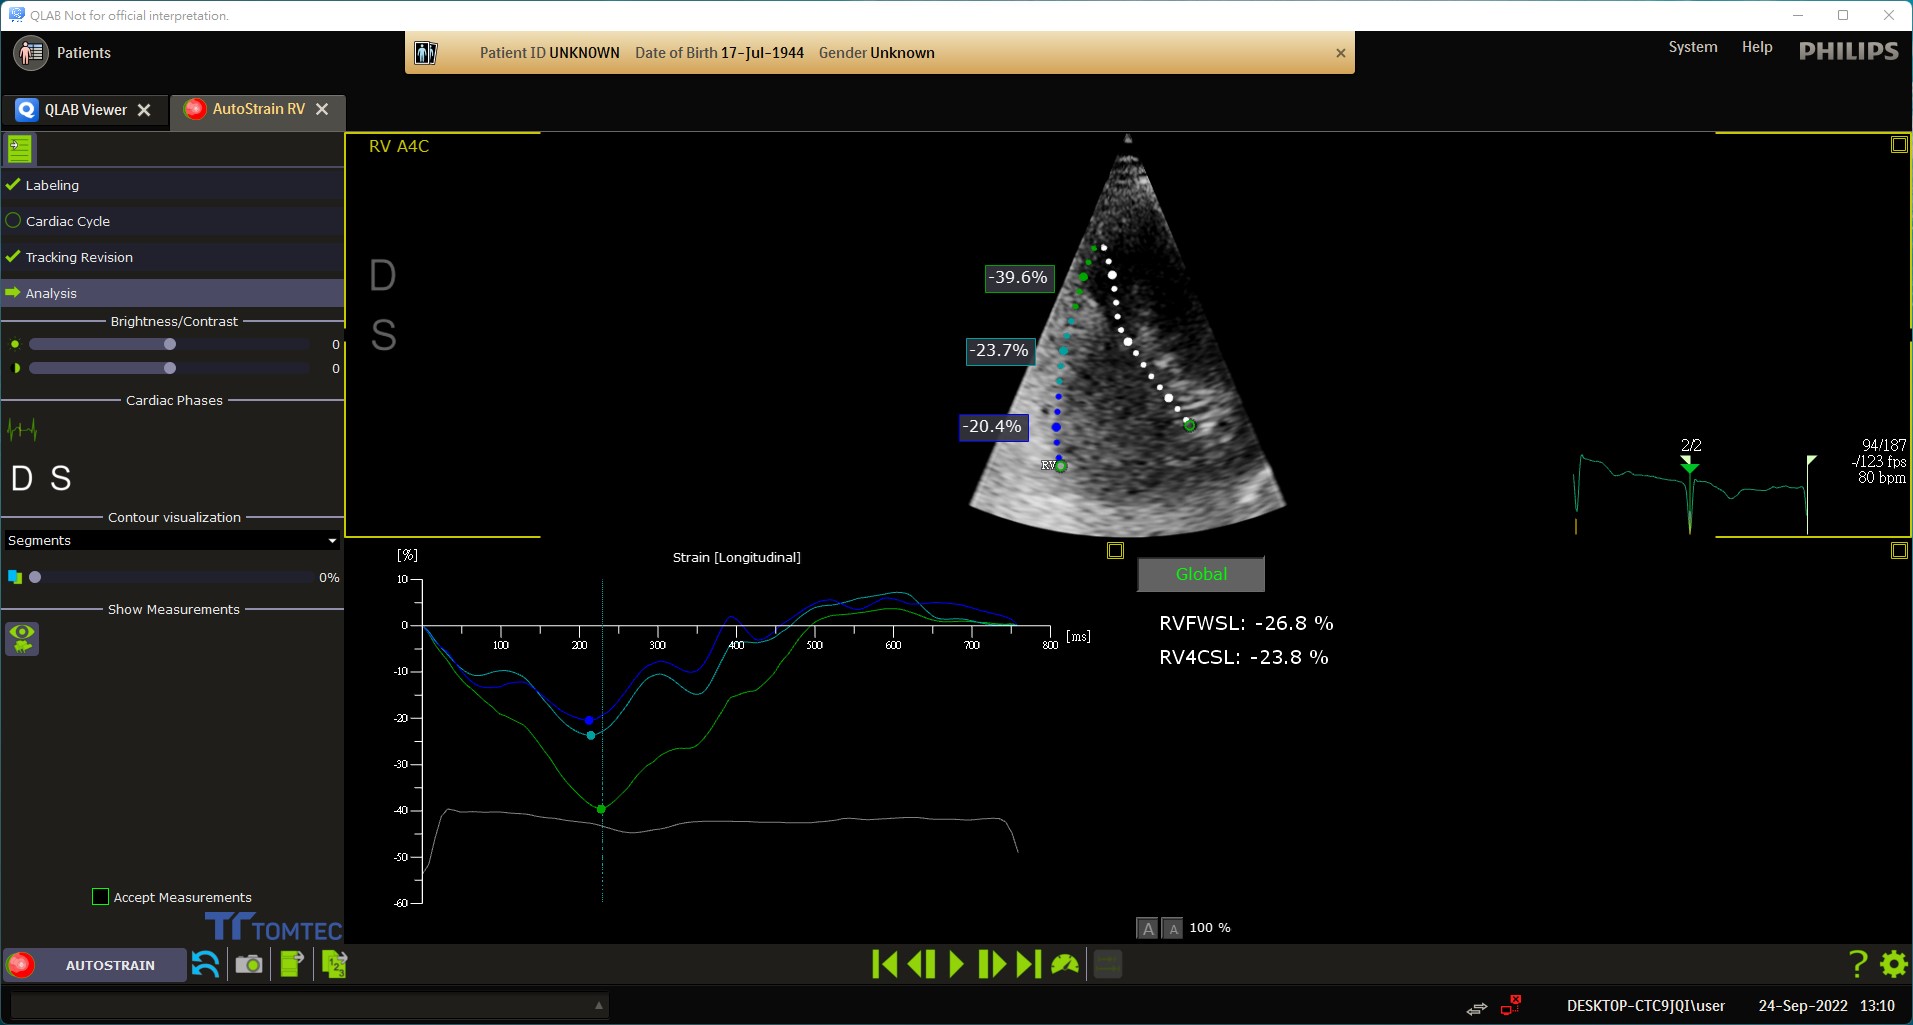 QLAB Not for official interpretation.
Patients
Patient ID UNKNOWN Date of Birth 17-Jul-1944 Gender Unknown
System Help PHILIPS
QLAB Viewer
AutoStrain RV
Labeling
Cardiac Cycle
Tracking Revision
Analysis
Brightness/Contrast
0
0
Cardiac Phases
D S
Contour visualization
Segments
0%
Show Measurements
Accept Measurements
TOMTEC
RV A4C
D
S
-39.6%
-23.7%
-20.4%
RV
2/2
94/187
-/123 fps
80 bpm
[%]
Strain [Longitudinal]
10
0
-10
-20
-30
-40
-50
-60
100 200 300 400 500 600 700 800 [ms]
Global
RVFWSL: -26.8 %
RV4CSL: -23.8 %
A A 100 %
AUTOSTRAIN
123
?
DESKTOP-CTC9JQI\user 24-Sep-2022 13:10